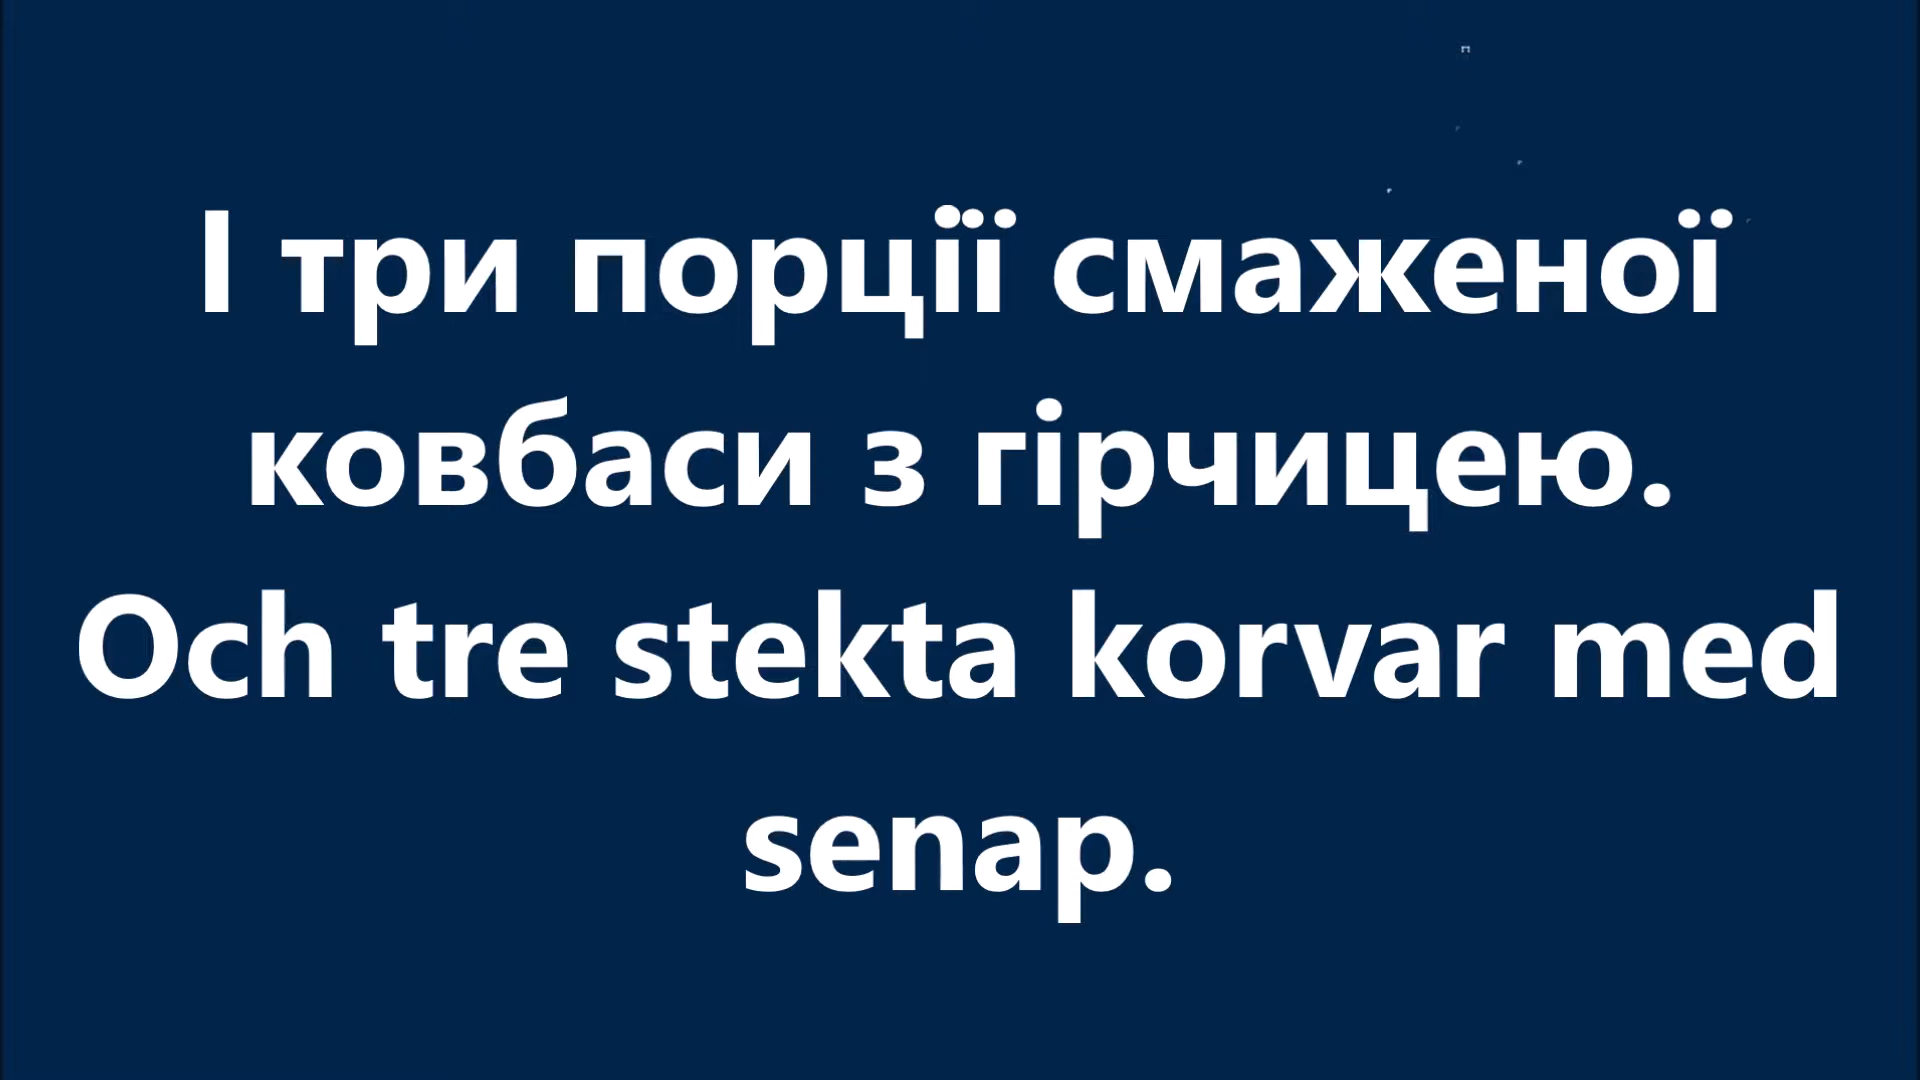 І три порції смаженої
ковбаси з гірчицею.
Och tre stekta korvar med
senap.